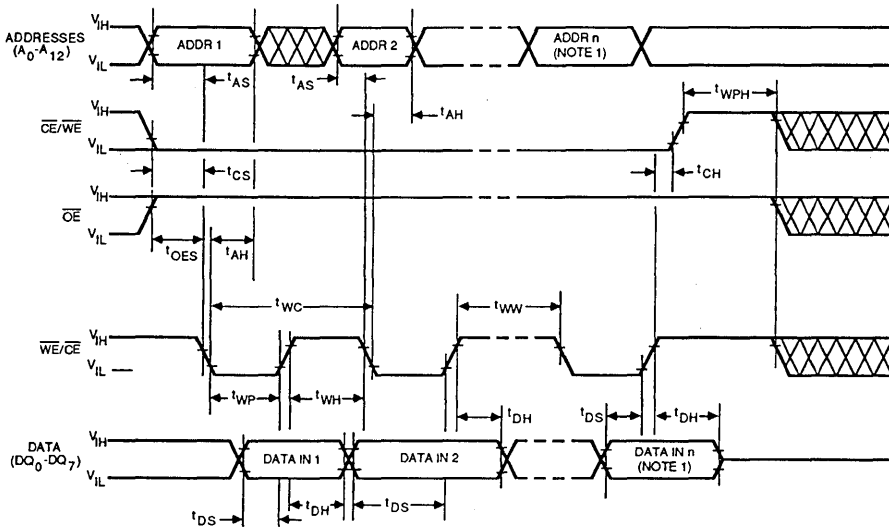 ADDRESSES
(A0-A12)
VIH
VIL
ADDR 1
ADDR 2
ADDR n
(NOTE 1)
tAS
tAS
tAH
tWPH
CE/WE
VIH
VIL
tCS
tCH
OE
VIH
VIL
tOES
tAH
tWC
tWW
WE/CE
VIH
VIL
tWP
tWH
tDH
tDS
tDH
DATA
(DQ0-DQ7)
VIH
VIL
DATA IN 1
DATA IN 2
DATA IN n
(NOTE 1)
tDS
tDH
tDS